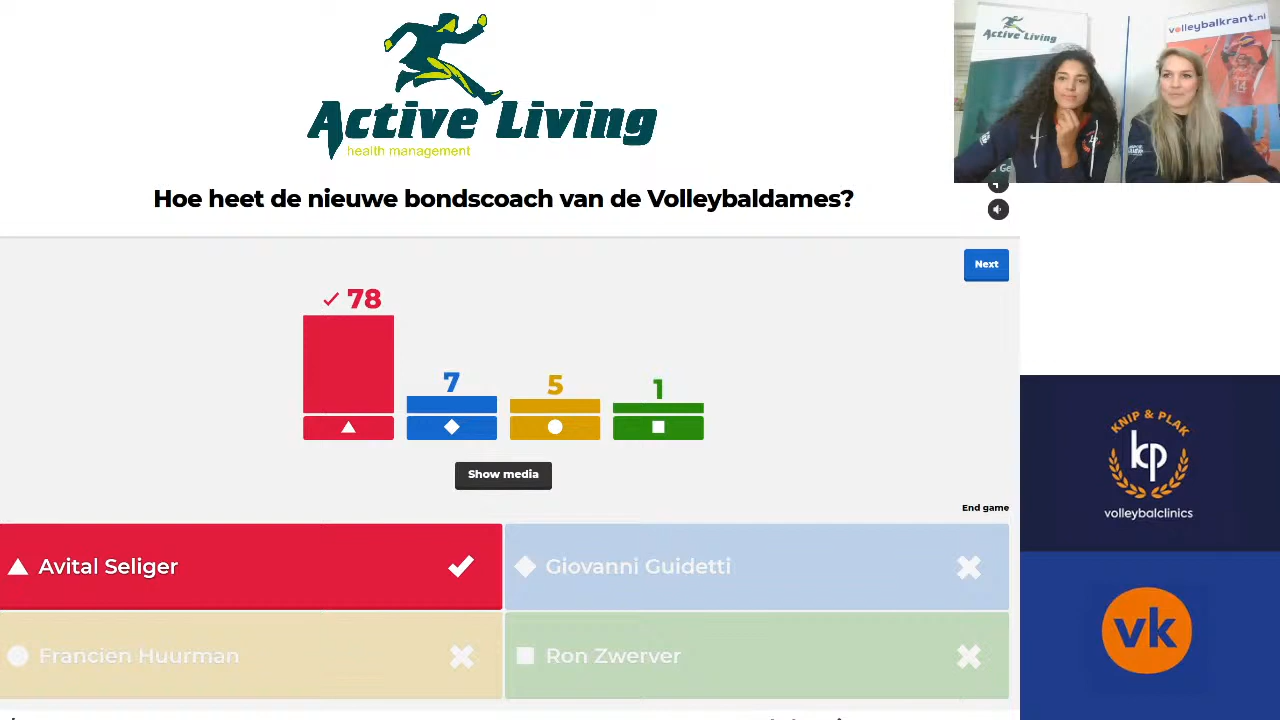 Active Living
health management
Active Living
volleybalkrant.nl
14
Hoe heet de nieuwe bondscoach van de Volleybaldames?
Next
78
7
5
1
Show media
End game
Avital Seliger
Giovanni Guidetti
Francien Huurman
Ron Zwerver
KNIP & PLAK
kp
volleybalclinics
vk